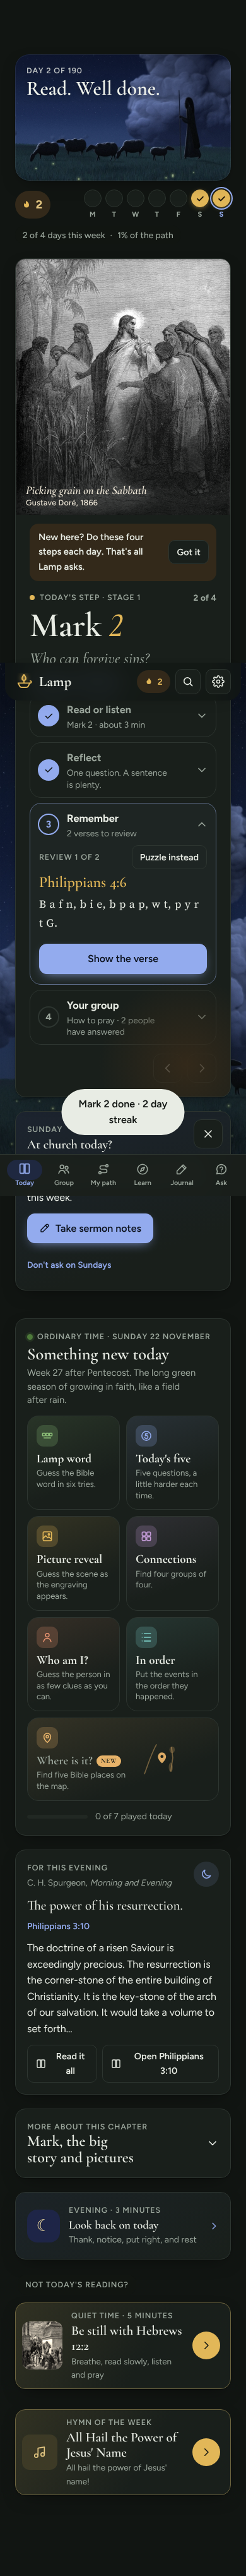 DAY 2 OF 190
Read. Well done.
2
M T W T F S S
2 of 4 days this week · 1% of the path
Picking grain on the Sabbath
Gustave Doré, 1866
New here? Do these four
steps each day. That's all
Lamp asks.
Got it
TODAY'S STEP · STAGE 1
2 of 4
Mark 2
Who can forgive sins?
Lamp
2
Read or listen
Mark 2 · about 3 min
Reflect
One question. A sentence
is plenty.
3
Remember
2 verses to review
REVIEW 1 OF 2
Puzzle instead
Philippians 4:6
B a f n, b i e, b p a p, w t, p y r
t G.
Show the verse
4
Your group
How to pray · 2 people
have answered
Mark 2 done · 2 day
streak
SUNDAY
At church today?
Today
Group
My path
Learn
Journal
Ask
this week.
Take sermon notes
Don't ask on Sundays
ORDINARY TIME · SUNDAY 22 NOVEMBER
Something new today
Week 27 after Pentecost. The long green
season of growing in faith, like a field
after rain.
Lamp word
Guess the Bible
word in six tries.
Today's five
Five questions, a
little harder each
time.
Picture reveal
Guess the scene as
the engraving
appears.
Connections
Find four groups of
four.
Who am I?
Guess the person in
as few clues as you
can.
In order
Put the events in
the order they
happened.
Where is it? NEW
Find five Bible places on
the map.
0 of 7 played today
FOR THIS EVENING
C. H. Spurgeon, Morning and Evening
The power of his resurrection.
Philippians 3:10
The doctrine of a risen Saviour is
exceedingly precious. The resurrection is
the corner-stone of the entire building of
Christianity. It is the key-stone of the arch
of our salvation. It would take a volume to
set forth…
Read it
all
Open Philippians
3:10
MORE ABOUT THIS CHAPTER
Mark, the big
story and pictures
EVENING · 3 MINUTES
Look back on today
Thank, notice, put right, and rest
NOT TODAY'S READING?
QUIET TIME · 5 MINUTES
Be still with Hebrews
12:2
Breathe, read slowly, listen
and pray
HYMN OF THE WEEK
All Hail the Power of
Jesus' Name
All hail the power of Jesus'
name!